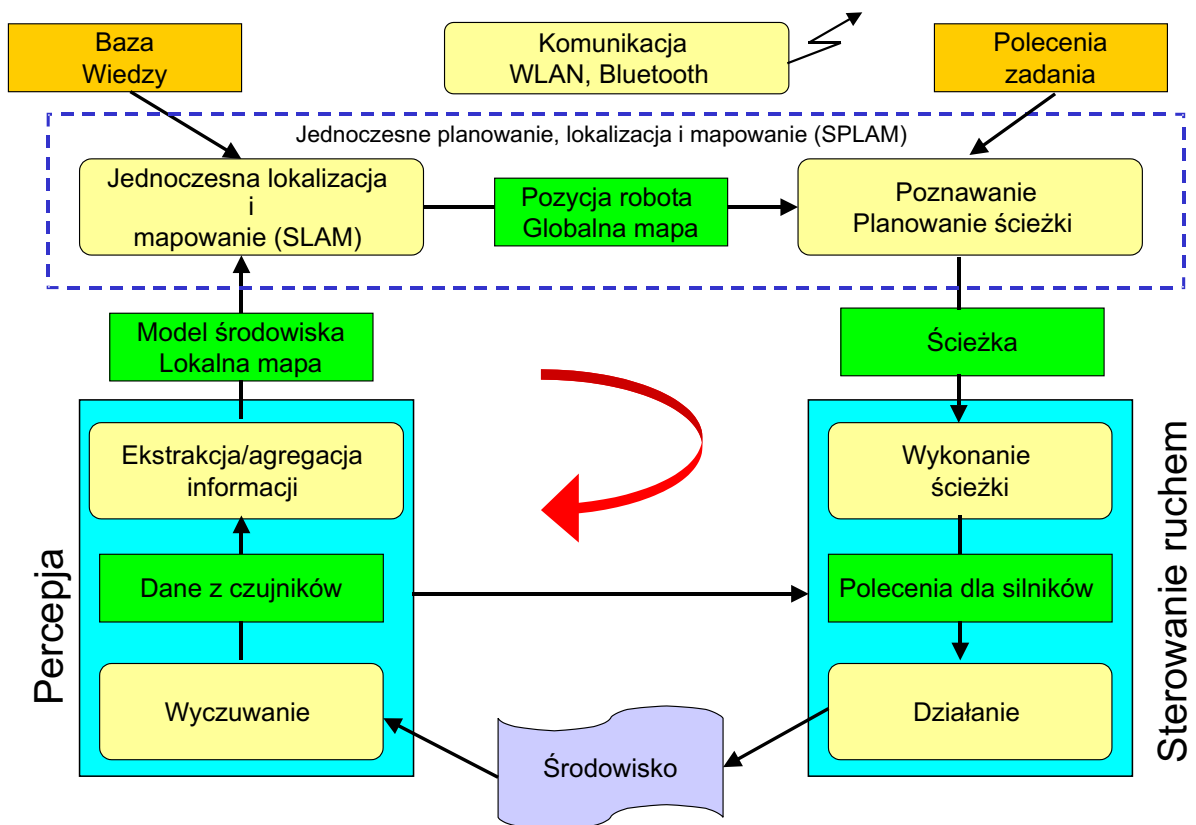 Baza
Wiedzy
Komunikacja
WLAN, Bluetooth
Polecenia
zadania
Jednoczesne planowanie, lokalizacja i mapowanie (SPLAM)
Jednoczesna lokalizacja
i
mapowanie (SLAM)
Pozycja robota
Globalna mapa
Poznawanie
Planowanie ścieżki
Model środowiska
Lokalna mapa
Ścieżka
Percepja
Ekstrakcja/agregacja
informacji
Dane z czujników
Wyczuwanie
Wykonanie
ścieżki
Polecenia dla silników
Działanie
Sterowanie ruchem
Środowisko